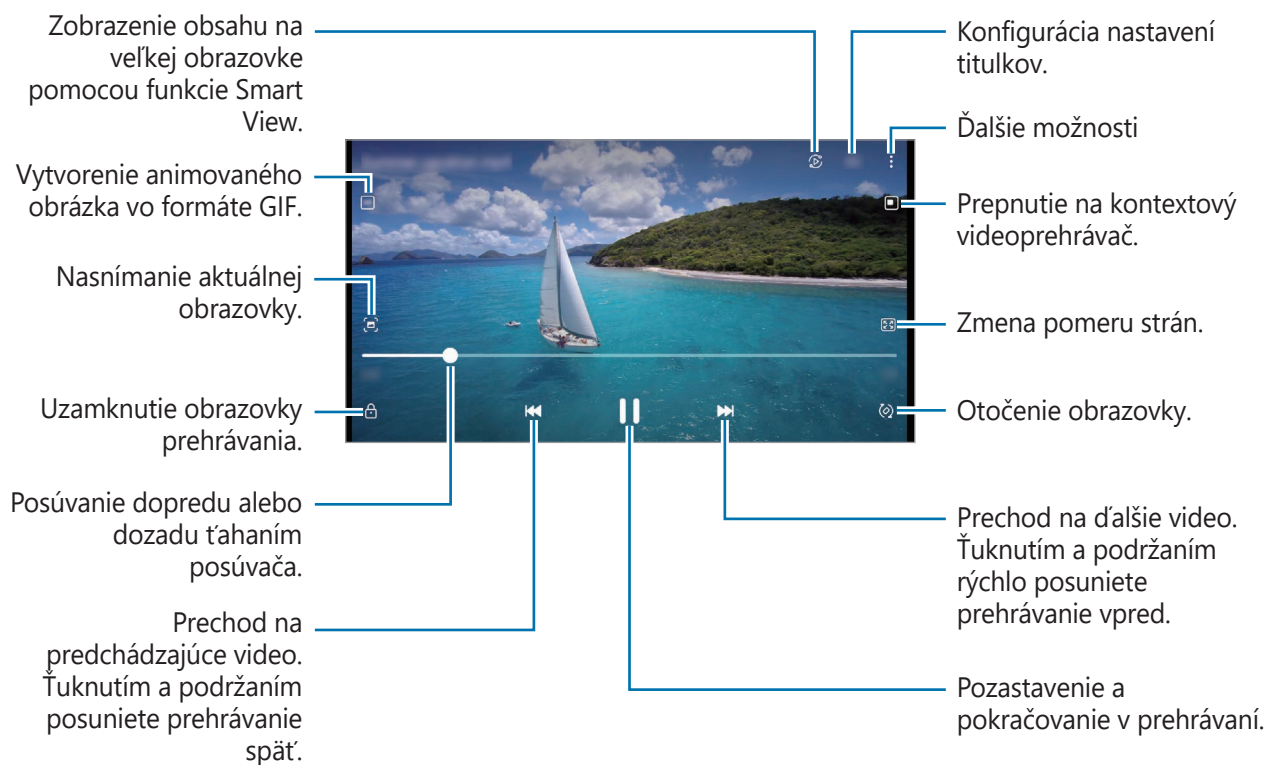 Zobrazenie obsahu na
veľkej obrazovke
pomocou funkcie Smart
View.
Vytvorenie animovaného
obrázka vo formáte GIF.
Nasnímanie aktuálnej
obrazovky.
Uzamknutie obrazovky
prehrávania.
Posúvanie dopredu alebo
dozadu ťahaním
posúvača.
Prechod na
predchádzajúce video.
Ťuknutím a podržaním
posuniete prehrávanie
späť.
Konfigurácia nastavení
titulkov.
Ďalšie možnosti
Prepnutie na kontextový
videoprehrávač.
Zmena pomeru strán.
Otočenie obrazovky.
Prechod na ďalšie video.
Ťuknutím a podržaním
rýchlo posuniete
prehrávanie vpred.
Pozastavenie a
pokračovanie v prehrávaní.